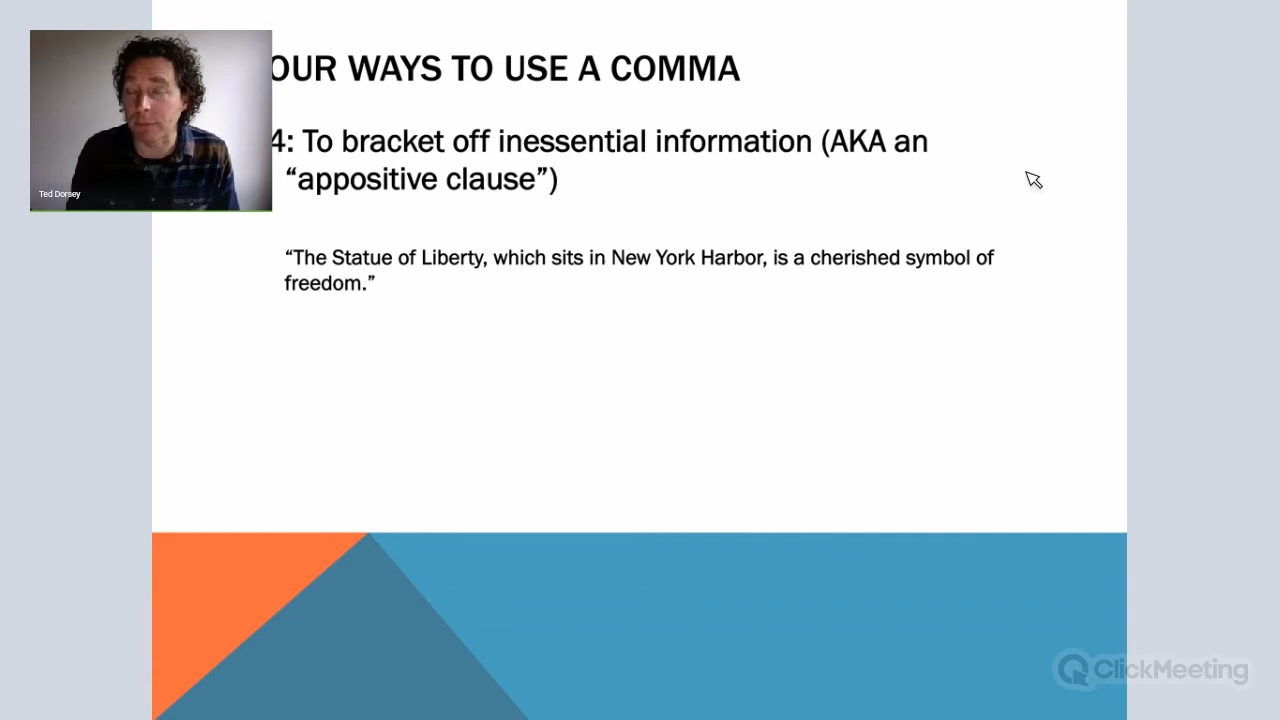 OUR WAYS TO USE A COMMA
4: To bracket off inessential information (AKA an
“appositive clause”)
Ted Dorsey
“The Statue of Liberty, which sits in New York Harbor, is a cherished symbol of
freedom.”
ClickMeeting